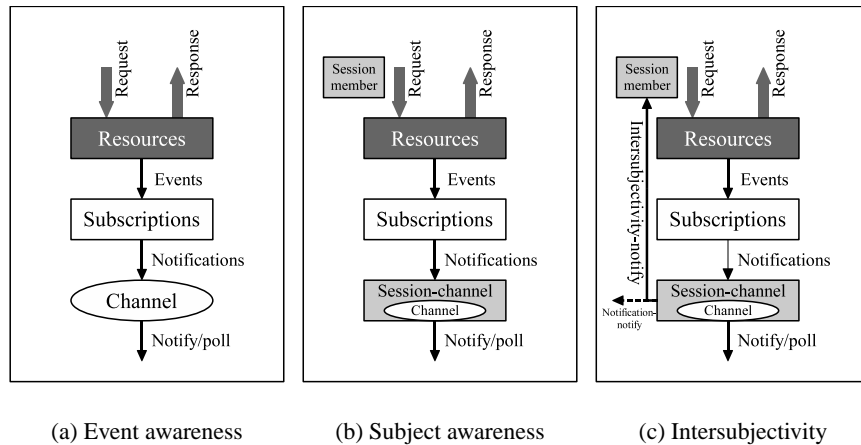 Request
Response
Resources
Events
Subscriptions
Notifications
Channel
Notify/poll
(a) Event awareness
Session
member
Request
Response
Resources
Events
Subscriptions
Notifications
Session-channel
Channel
Notify/poll
(b) Subject awareness
Session
member
Request
Response
Resources
Intersubjectivity-notify
Events
Subscriptions
Notifications
Session-channel
Channel
Notification-
notify
Notify/poll
(c) Intersubjectivity